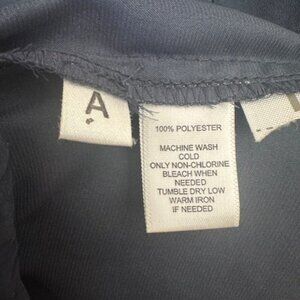 A
100% POLYESTER
MACHINE WASH
COLD
ONLY NON-CHLORINE
BLEACH WHEN
NEEDED
TUMBLE DRY LOW
WARM IRON
IF NEEDED